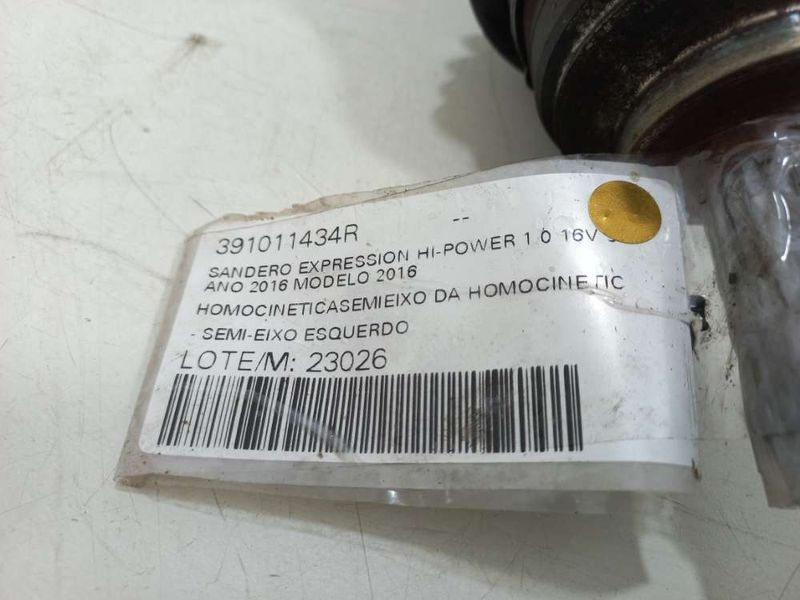 391011434R --
SANDERO EXPRESSION HI-POWER 1.0 16V
ANO 2016 MODELO 2016
HOMOCINETICASEMIEIXO DA HOMOCINETIC
- SEMI-EIXO ESQUERDO
LOTE/M: 23026